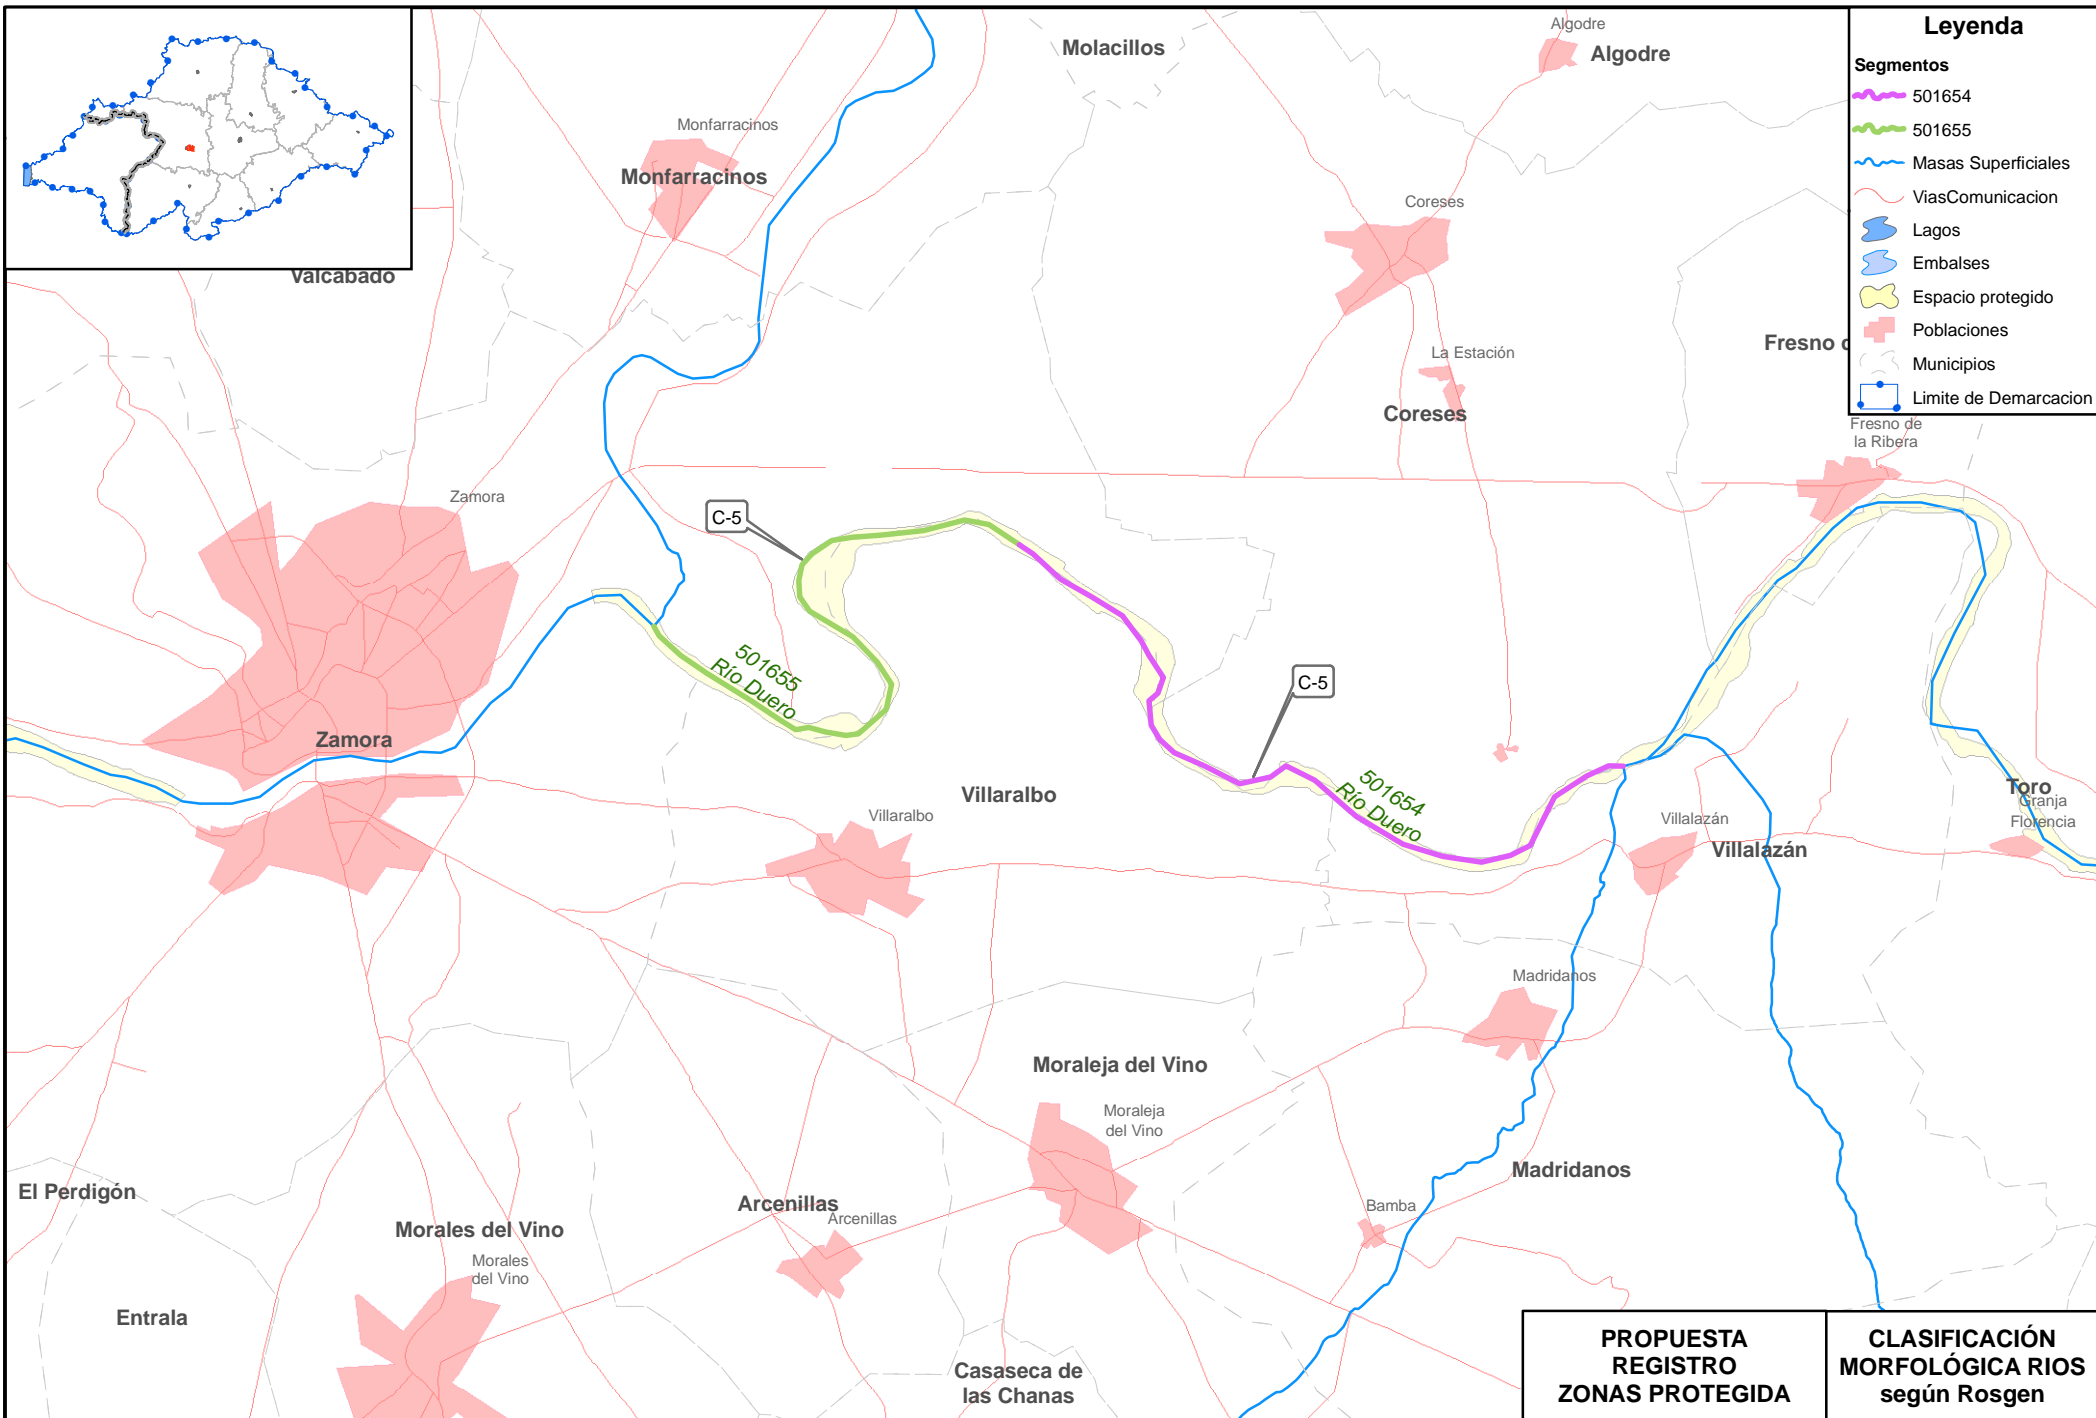 Leyenda
Segmentos
501654
501655
Masas Superficiales
ViasComunicacion
Lagos
Embalses
Espacio protegido
Poblaciones
Municipios
Limite de Demarcacion
Molacillos
Algodre
Algodre
Monfarracinos
Monfarracinos
Valcabado
Coreses
La Estación
Coreses
Fresno d
Fresno de
la Ribera
Zamora
C-5
501655
Río Duero
C-5
Zamora
501654
Río Duero
Villaralbo
Villaralbo
Toro
Granja
Florencia
Villalazán
Villalazán
Madridanos
Moraleja del Vino
Moraleja
del Vino
Madridanos
El Perdigón
Arcenillas
Arcenillas
Bamba
Morales del Vino
Morales
del Vino
Entrala
Casaseca de
las Chanas
PROPUESTA
REGISTRO
ZONAS PROTEGIDA
CLASIFICACIÓN
MORFOLÓGICA RIOS
según Rosgen